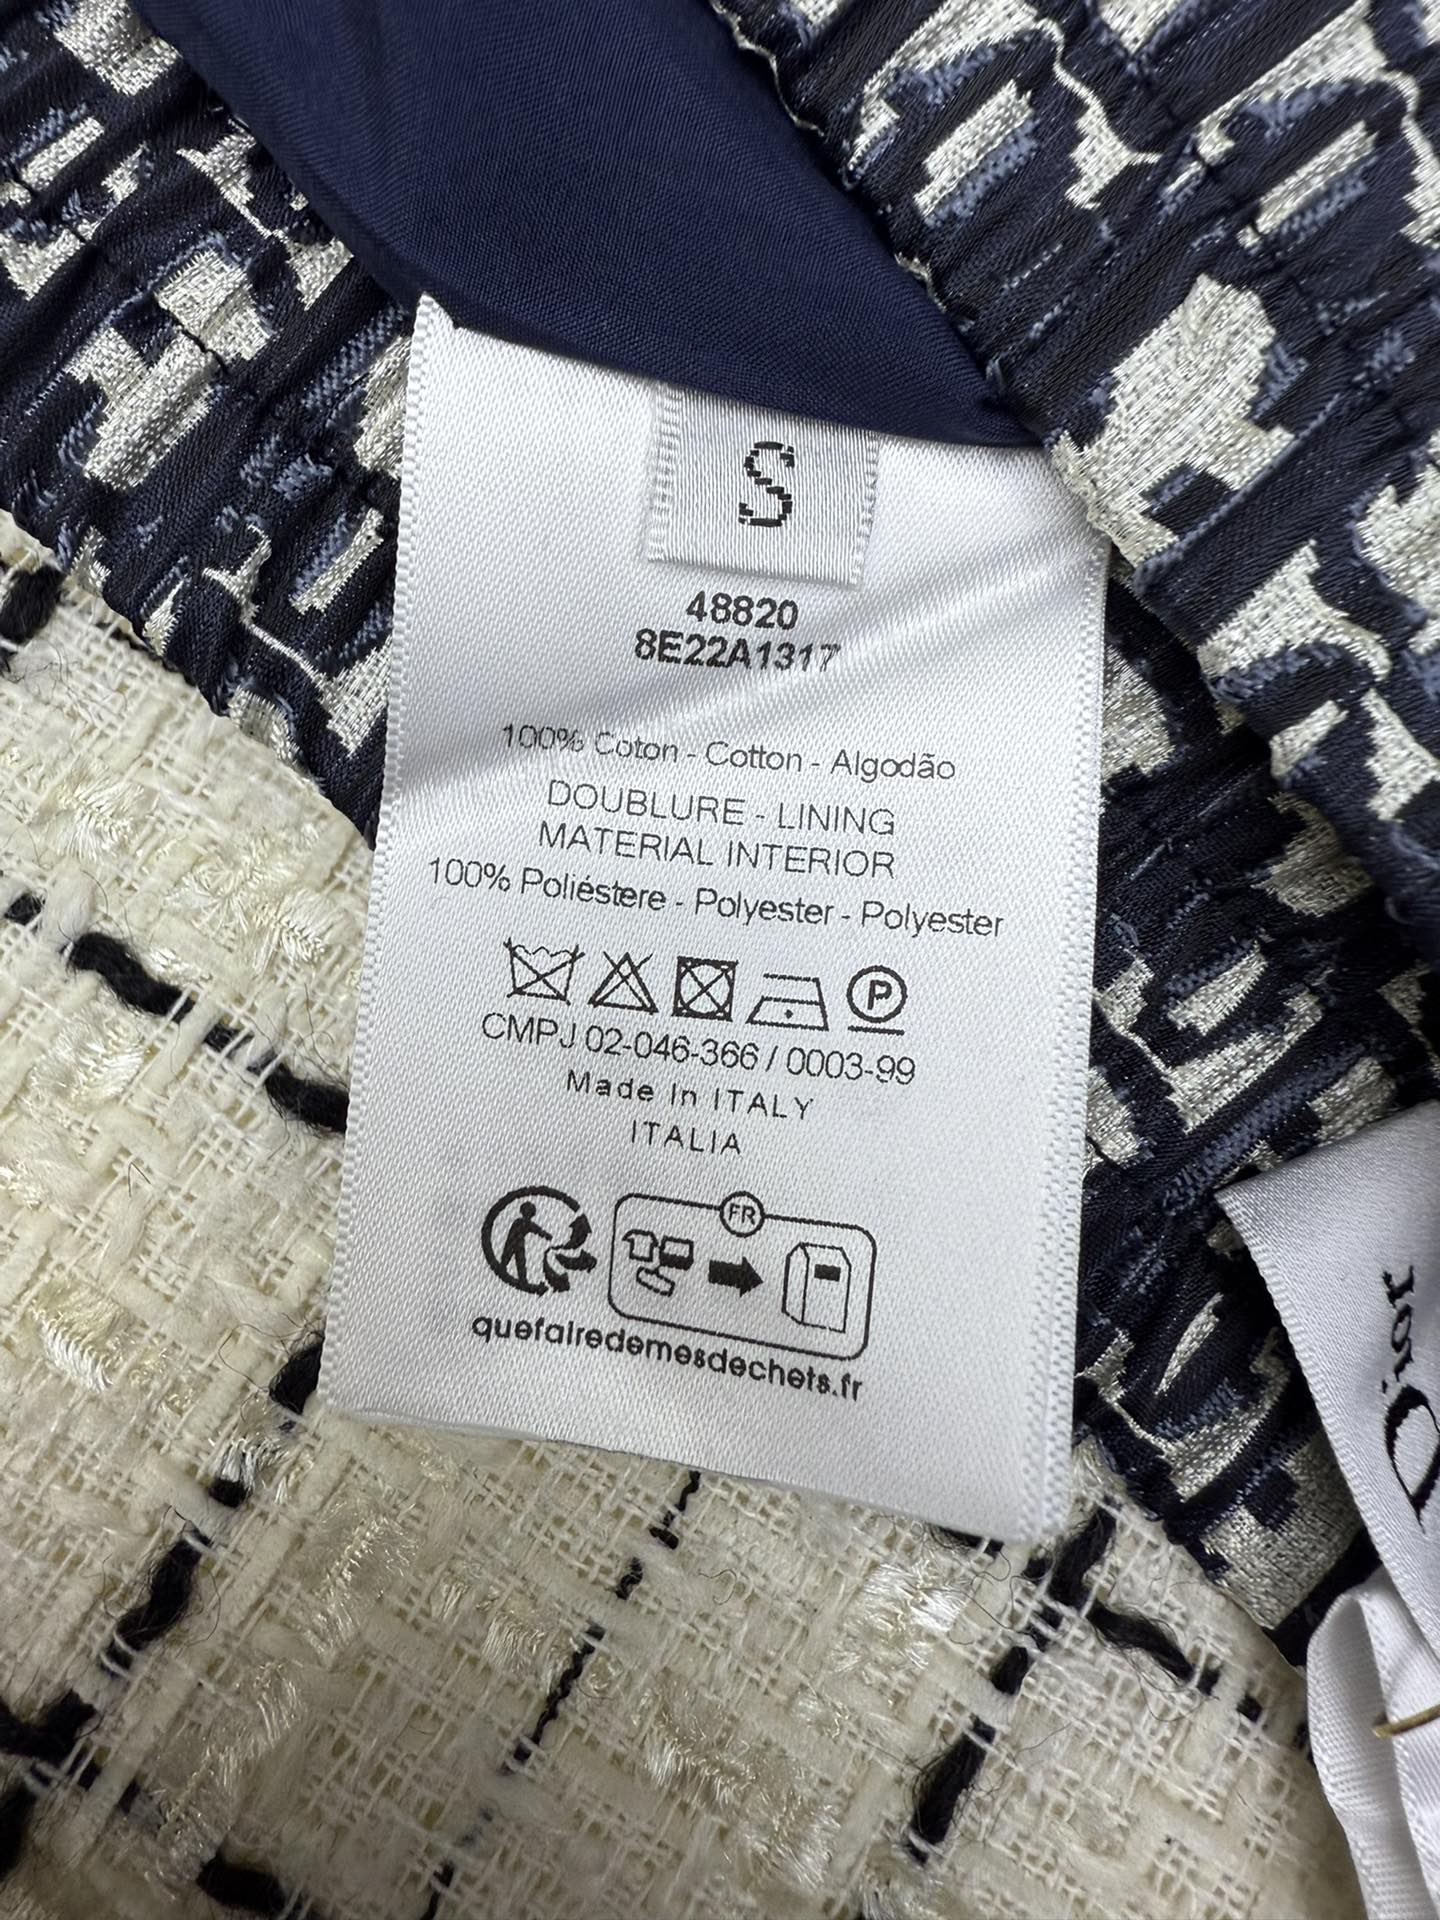 S
48820
8E22A1317
100% Coton - Cotton - Algodão
DOUBLURE - LINING
MATERIAL INTERIOR
100% Poliéstere - Polyester - Polyester
P
CMPJ 02-046-366 / 0003-99
Made In ITALY
ITALIA
FR
quefairedemesdechets.fr
Dior